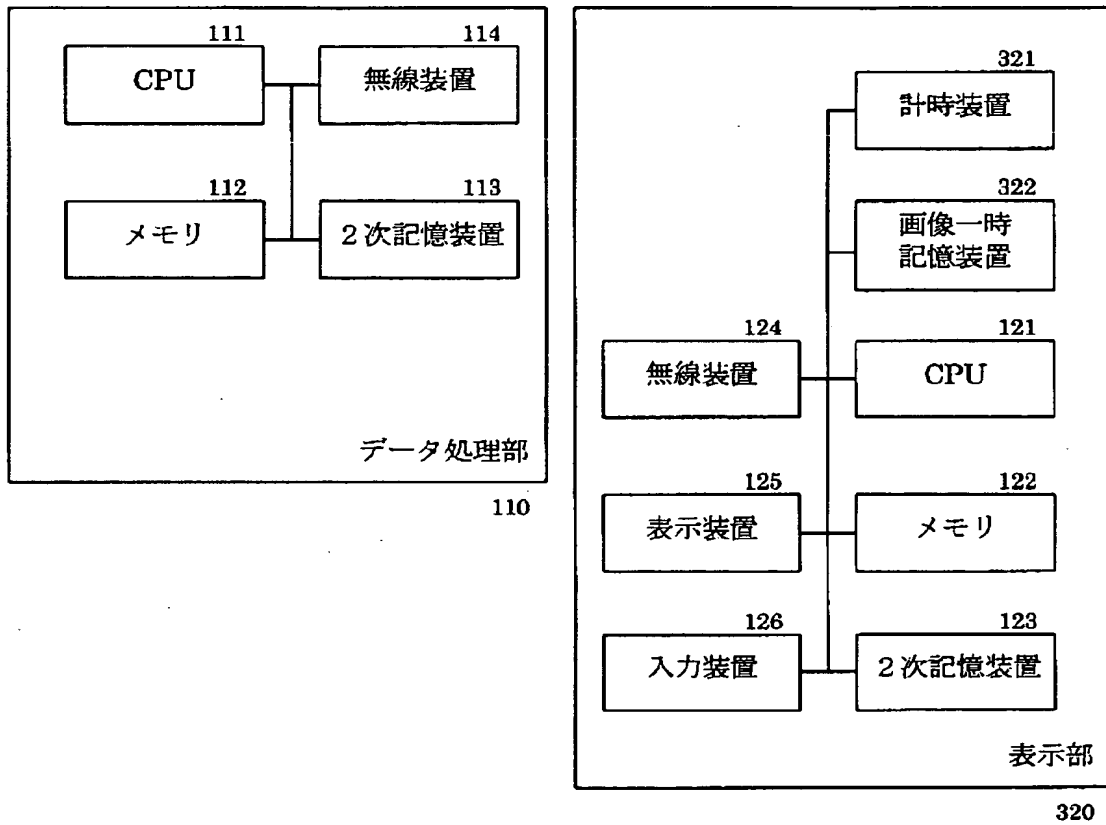 111
CPU
114
無線装置
112
メモリ
113
2次記憶装置
データ処理部
110
321
計時装置
322
画像一時
記憶装置
124
無線装置
121
CPU
125
表示装置
122
メモリ
126
入力装置
123
2次記憶装置
表示部
320